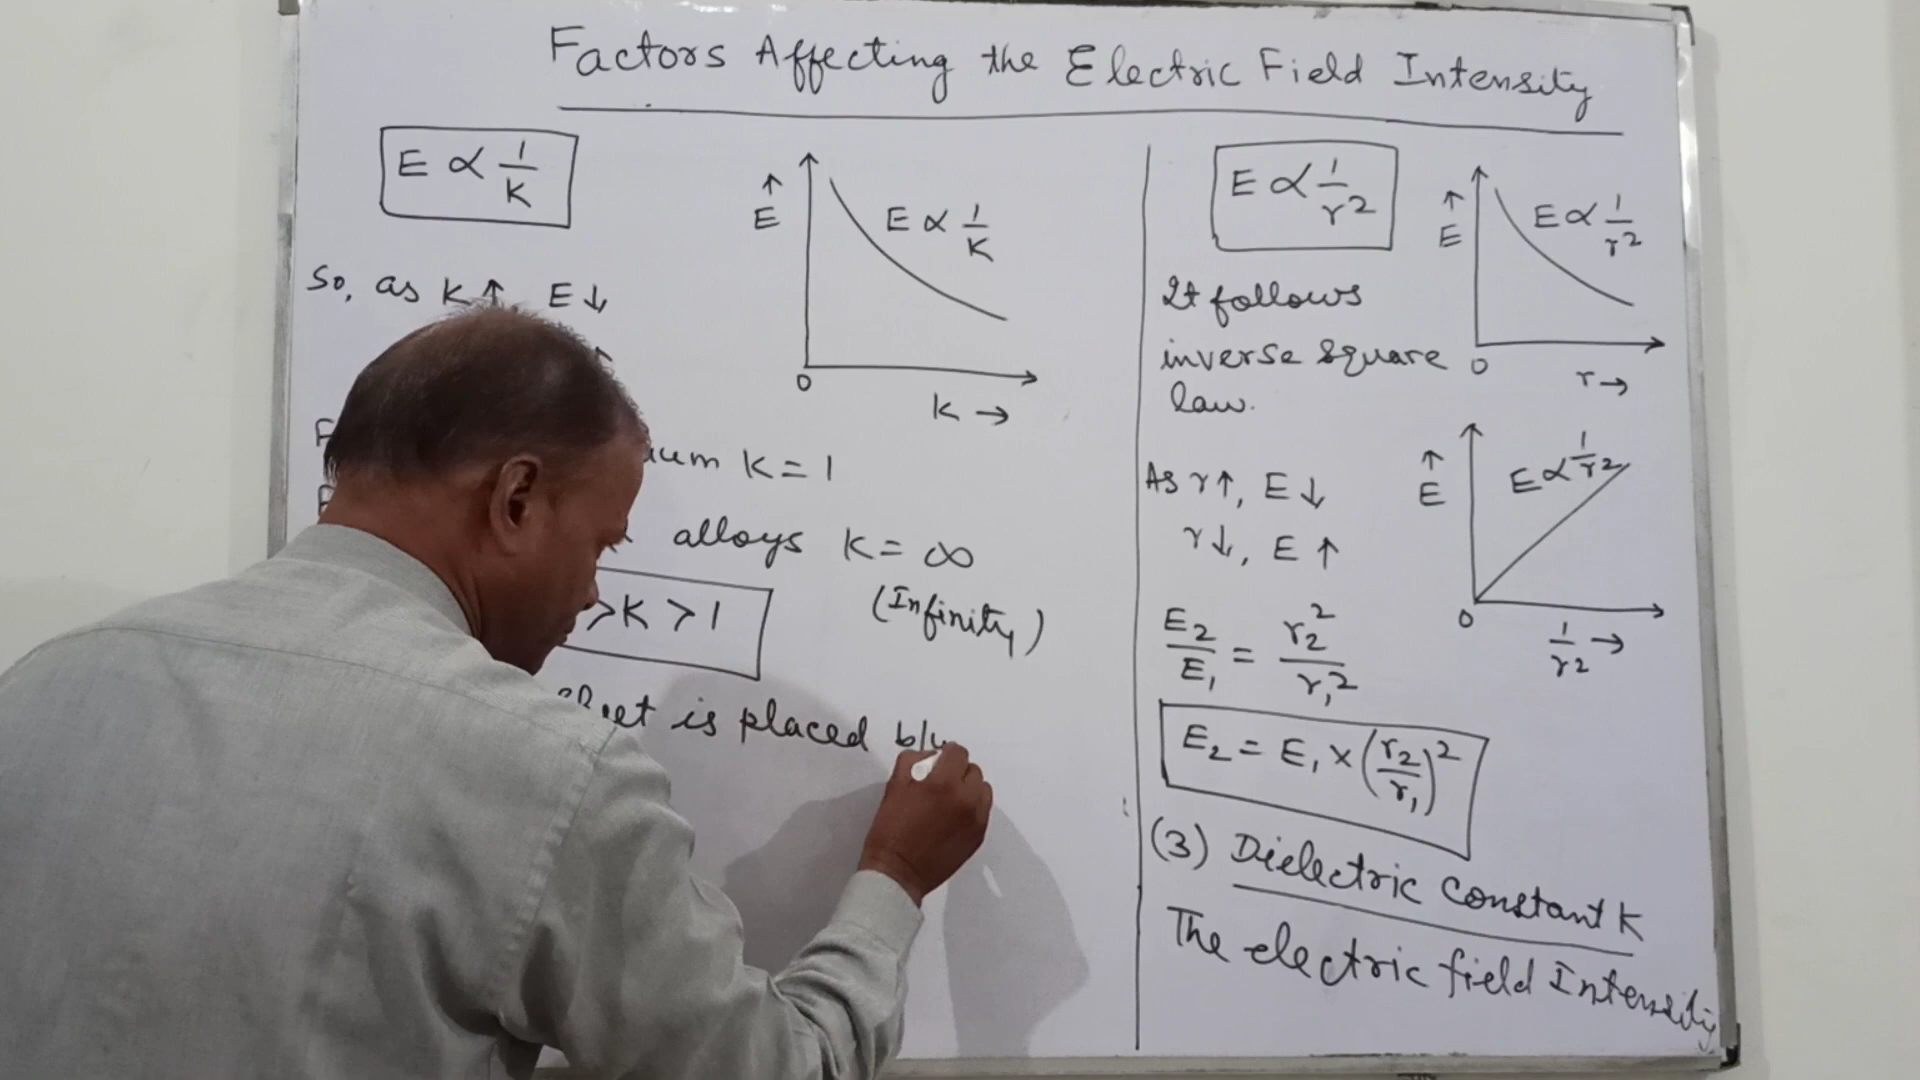 Factors Affecting the Electric Field Intensity
E ∝ 1/K
So, as K↑, E↓
↑
E
E ∝ 1/K
0
K →
K = 1
alloys K = ∞
(Infinity)
>K > 1
is placed b/w
E ∝ 1/r²
It follows
inverse square
law.
↑
E
E ∝ 1/r²
0
r →
As r↑, E↓
r↓, E↑
↑
E
E ∝ 1/r²
0
1/r² →
E₂/E₁ = r₂²/r₁²
E₂ = E₁ × (r₂/r₁)²
(3) Dielectric Constant K
The electric field Intensity